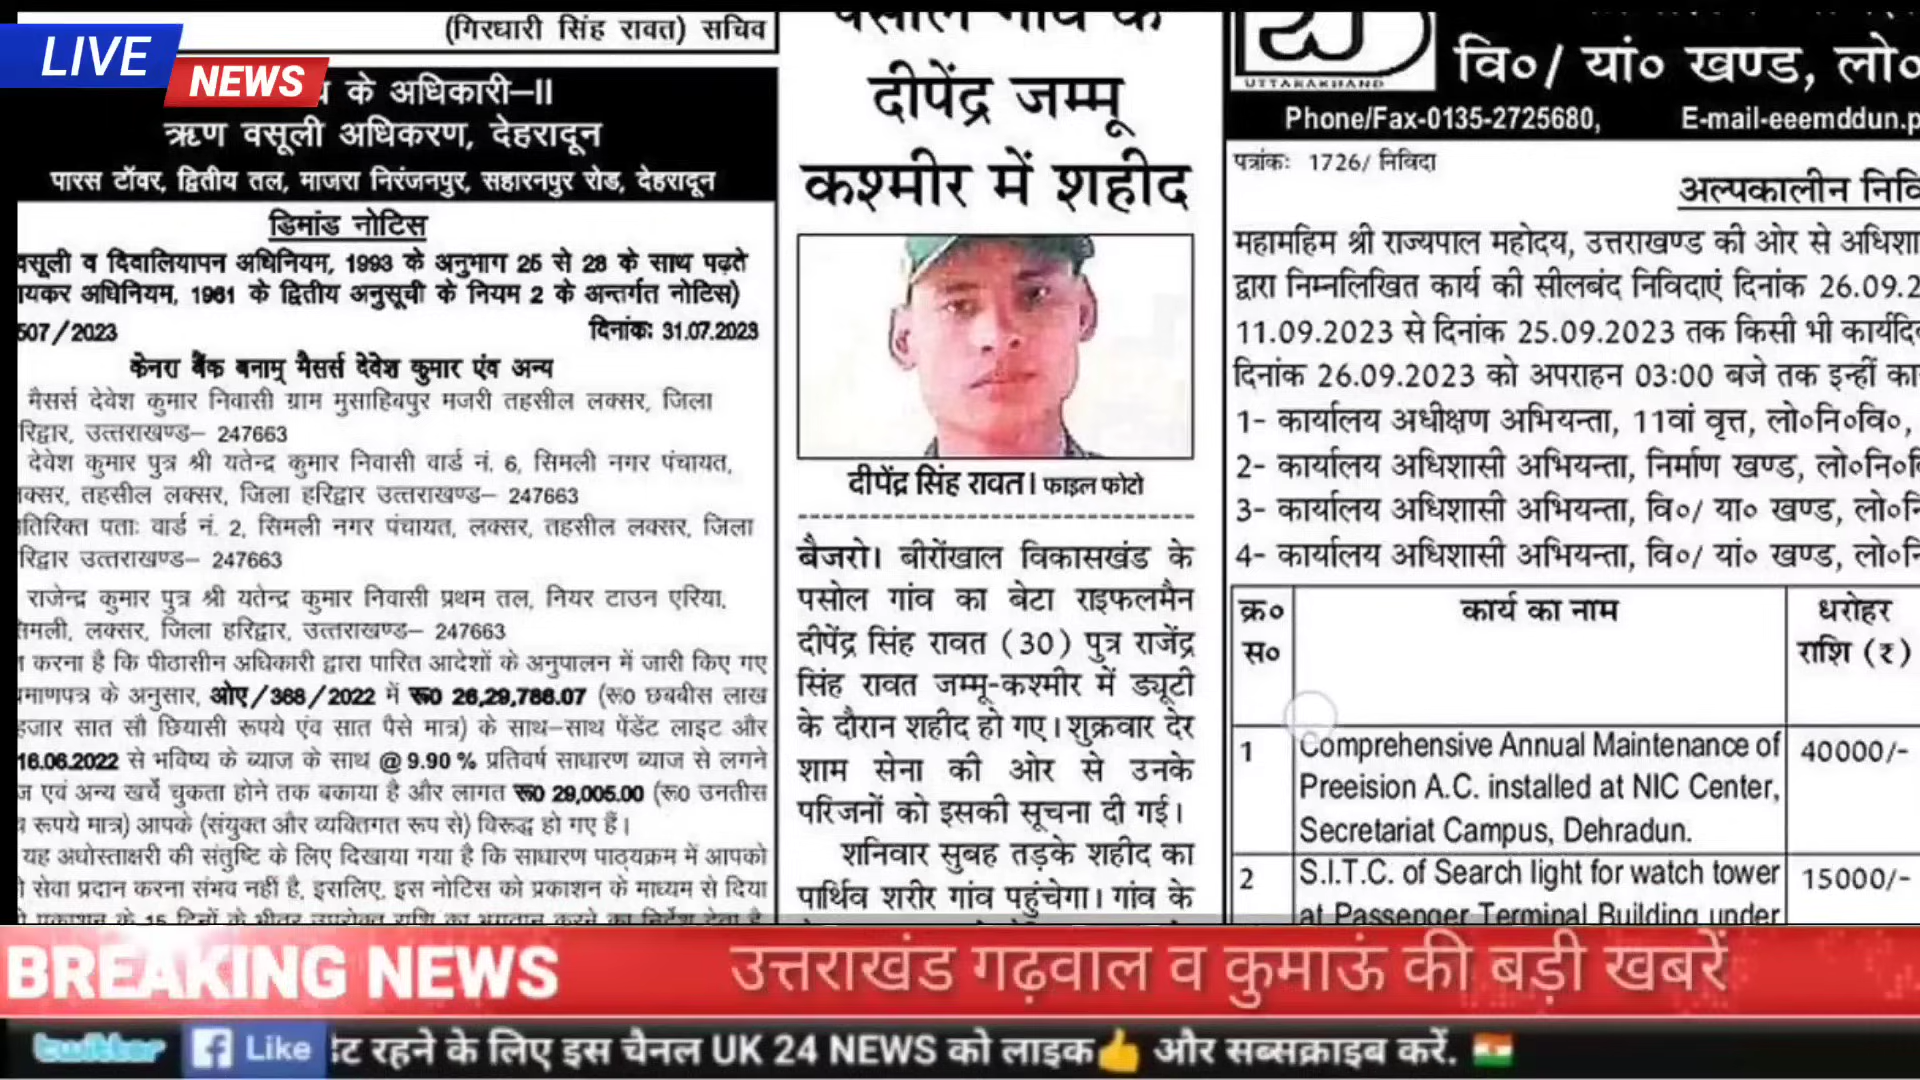 LIVE
NEWS
(गिरधारी सिंह रावत) सचिव
के अधिकारी–II
ऋण वसूली अधिकरण, देहरादून
पारस टॉवर, द्वितीय तल, माजरा निरंजनपुर, सहारनपुर रोड, देहरादून
डिमांड नोटिस
वसूली व दिवालियापन अधिनियम, 1993 के अनुभाग 25 से 28 के साथ पढ़ते
यकर अधिनियम, 1961 के द्वितीय अनुसूची के नियम 2 के अन्तर्गत नोटिस)
507/2023 दिनांकः 31.07.2023
केनरा बैंक बनाम् मैसर्स देवेश कुमार एंव अन्य
मैसर्स देवेश कुमार निवासी ग्राम मुसाहिबपुर मजरी तहसील लक्सर, जिला
रिद्वार, उत्तराखण्ड– 247663
देवेश कुमार पुत्र श्री यतेन्द्र कुमार निवासी वार्ड नं. 6, सिमली नगर पंचायत,
क्सर, तहसील लक्सर, जिला हरिद्वार उत्तराखण्ड– 247663
तिरिक्त पताः वार्ड नं. 2, सिमली नगर पंचायत, लक्सर, तहसील लक्सर, जिला
रिद्वार उत्तराखण्ड– 247663
राजेन्द्र कुमार पुत्र श्री यतेन्द्र कुमार निवासी प्रथम तल, नियर टाउन एरिया,
सिमली, लक्सर, जिला हरिद्वार, उत्तराखण्ड– 247663
करना है कि पीठासीन अधिकारी द्वारा पारित आदेशों के अनुपालन में जारी किए गए
माणपत्र के अनुसार, ओए/368/2022 में रू0 26,29,786.07 (रू0 छबबीस लाख
हजार सात सौ छियासी रूपये एंव सात पैसे मात्र) के साथ–साथ पेंडेंट लाइट और
16.06.2022 से भविष्य के ब्याज के साथ @ 9.90 % प्रतिवर्ष साधारण ब्याज से लगने
ज एवं अन्य खर्चे चुकता होने तक बकाया है और लागत रू0 29,005.00 (रू0 उनतीस
रूपये मात्र) आपके (संयुक्त और व्यक्तिगत रूप से) विरूद्ध हो गए हैं।
यह अधोस्ताक्षरी की संतुष्टि के लिए दिखाया गया है कि साधारण पाठ्यक्रम में आपको
सेवा प्रदान करना संभव नहीं है, इसलिए, इस नोटिस को प्रकाशन के माध्यम से दिया
पसोल गांव के
दीपेंद्र जम्मू
कश्मीर में शहीद
दीपेंद्र सिंह रावत। फाइल फोटो
बैजरो। बीरोंखाल विकासखंड के
पसोल गांव का बेटा राइफलमैन
दीपेंद्र सिंह रावत (30) पुत्र राजेंद्र
सिंह रावत जम्मू-कश्मीर में ड्यूटी
के दौरान शहीद हो गए। शुक्रवार देर
शाम सेना की ओर से उनके
परिजनों को इसकी सूचना दी गई।
शनिवार सुबह तड़के शहीद का
पार्थिव शरीर गांव पहुंचेगा। गांव के
UTTARAKHAND
वि०/ यां० खण्ड, लो०
Phone/Fax-0135-2725680, E-mail-eeemddun.p
पत्रांकः 1726/ निविदा
अल्पकालीन निवि
महामहिम श्री राज्यपाल महोदय, उत्तराखण्ड की ओर से अधिशा
द्वारा निम्नलिखित कार्य की सीलबंद निविदाएं दिनांक 26.09.2
11.09.2023 से दिनांक 25.09.2023 तक किसी भी कार्यदि
दिनांक 26.09.2023 को अपराहन 03:00 बजे तक इन्हीं का
1- कार्यालय अधीक्षण अभियन्ता, 11वां वृत्त, लो०नि०वि०,
2- कार्यालय अधिशासी अभियन्ता, निर्माण खण्ड, लो०नि०वि
3- कार्यालय अधिशासी अभियन्ता, वि०/ या० खण्ड, लो०नि
4- कार्यालय अधिशासी अभियन्ता, वि०/ यां० खण्ड, लो०नि
क्र० स० कार्य का नाम धरोहर राशि (₹)
1 Comprehensive Annual Maintenance of 40000/-
Preeision A.C. installed at NIC Center,
Secretariat Campus, Dehradun.
2 S.I.T.C. of Search light for watch tower 15000/-
at Passenger Terminal Building under
BREAKING NEWS उत्तराखंड गढ़वाल व कुमाऊं की बड़ी खबरें
twitter Like ेट रहने के लिए इस चैनल UK 24 NEWS को लाइक👍 और सब्सक्राइब करें. 🇮🇳